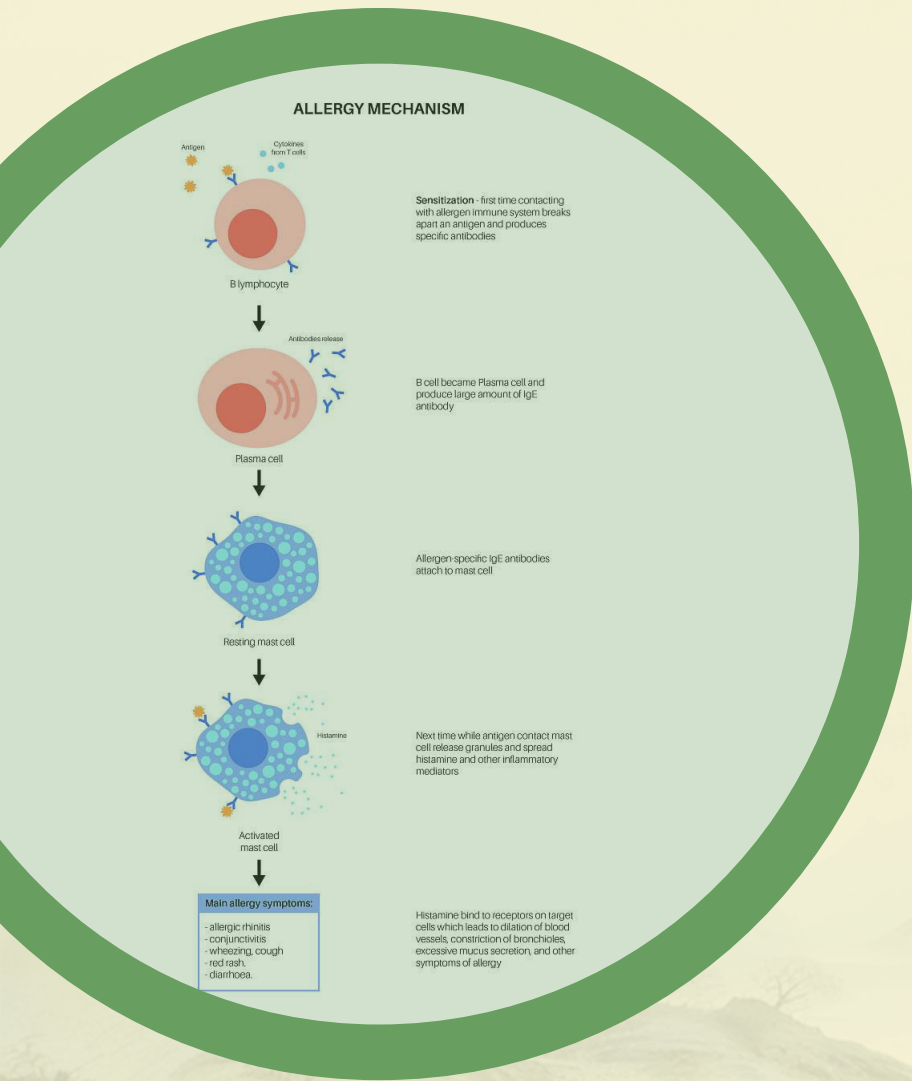 ALLERGY MECHANISM
Antigen
Cytokines
from T cells
Sensitization - first time contacting
with allergen immune system breaks
apart an antigen and produces
specific antibodies
B lymphocyte
Antibodies release
B cell became Plasma cell and
produce large amount of IgE
antibody
Plasma cell
Allergen-specific IgE antibodies
attach to mast cell
Resting mast cell
Histamine
Next time while antigen contact mast
cell release granules and spread
histamine and other inflammatory
mediators
Activated
mast cell
Main allergy symptoms:
- allergic rhinitis
- conjunctivitis
- wheezing, cough
- red rash.
- diarrhoea.
Histamine bind to receptors on target
cells which leads to dilation of blood
vessels, constriction of bronchioles,
excessive mucus secretion, and other
symptoms of allergy